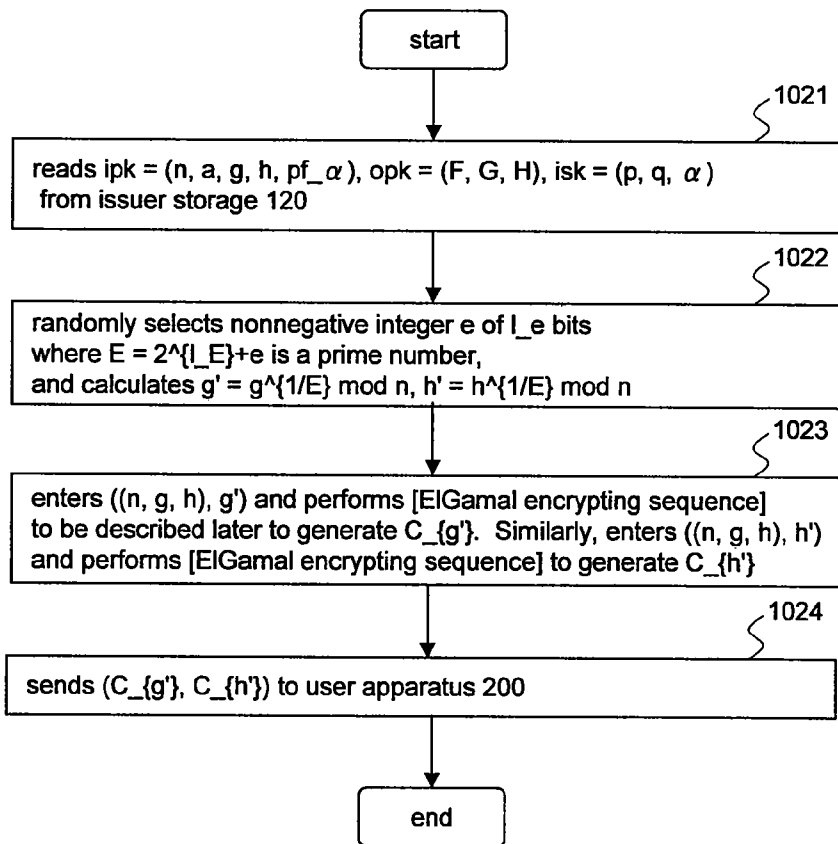 start
1021
reads ipk = (n, a, g, h, pf_α), opk = (F, G, H), isk = (p, q, α)
from issuer storage 120
1022
randomly selects nonnegative integer e of l_e bits
where E = 2^{l_E}+e is a prime number,
and calculates g' = g^{1/E} mod n, h' = h^{1/E} mod n
1023
enters ((n, g, h), g') and performs [ElGamal encrypting sequence]
to be described later to generate C_{g'}. Similarly, enters ((n, g, h), h')
and performs [ElGamal encrypting sequence] to generate C_{h'}
1024
sends (C_{g'}, C_{h'}) to user apparatus 200
end